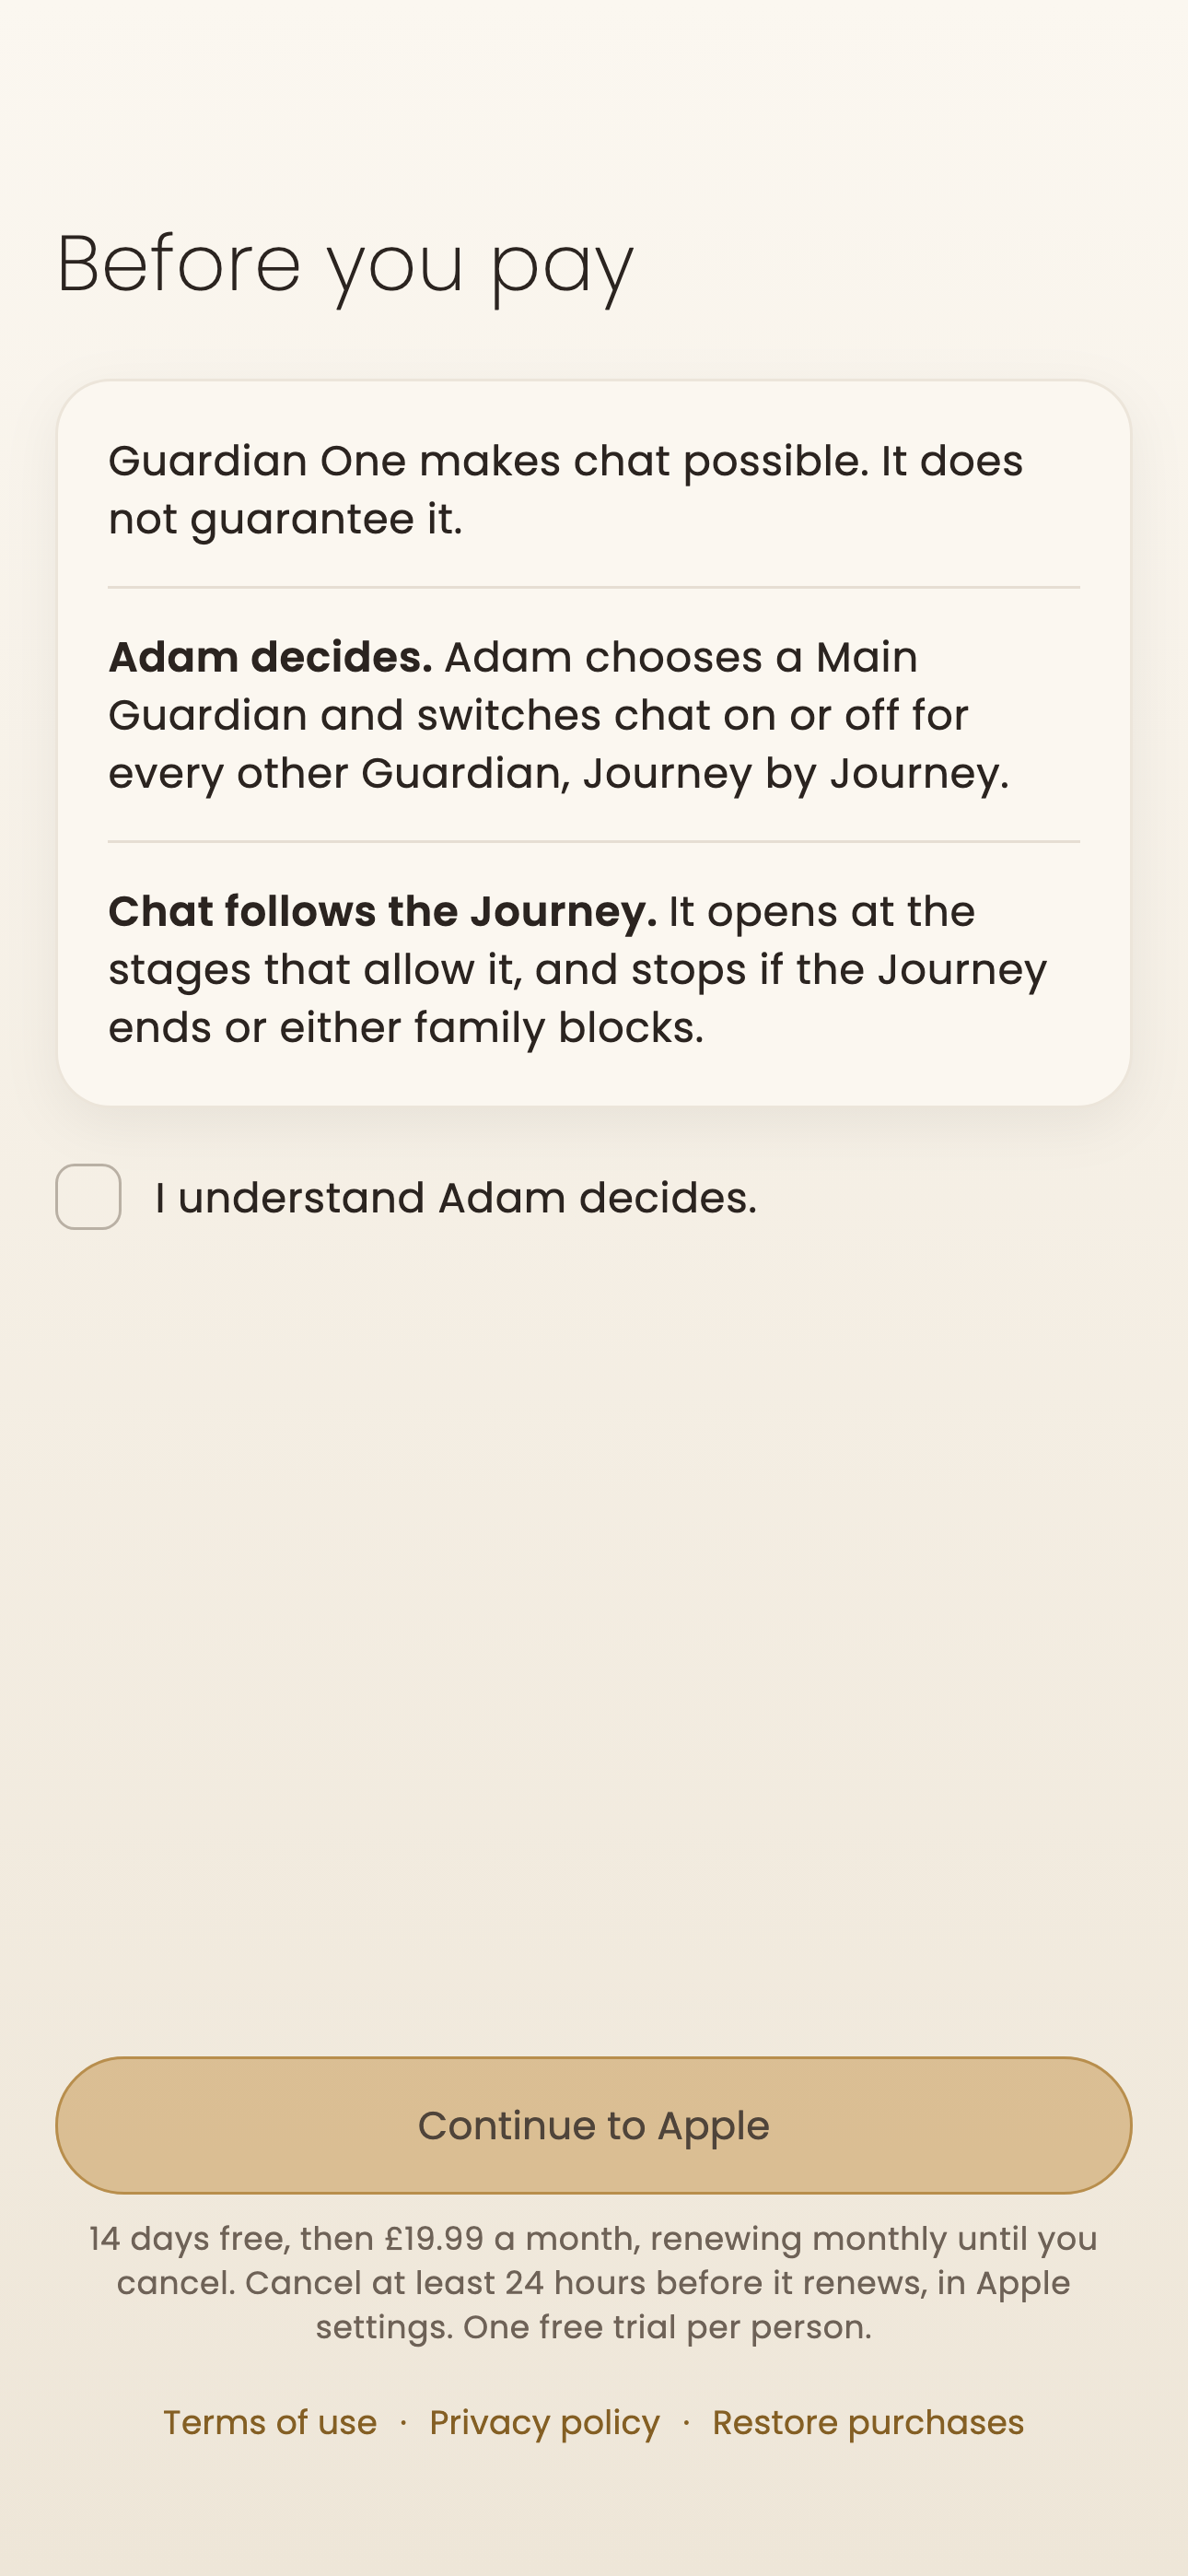 Before you pay
Guardian One makes chat possible. It does
not guarantee it.
Adam decides. Adam chooses a Main
Guardian and switches chat on or off for
every other Guardian, Journey by Journey.
Chat follows the Journey. It opens at the
stages that allow it, and stops if the Journey
ends or either family blocks.
I understand Adam decides.
Continue to Apple
14 days free, then £19.99 a month, renewing monthly until you
cancel. Cancel at least 24 hours before it renews, in Apple
settings. One free trial per person.
Terms of use · Privacy policy · Restore purchases